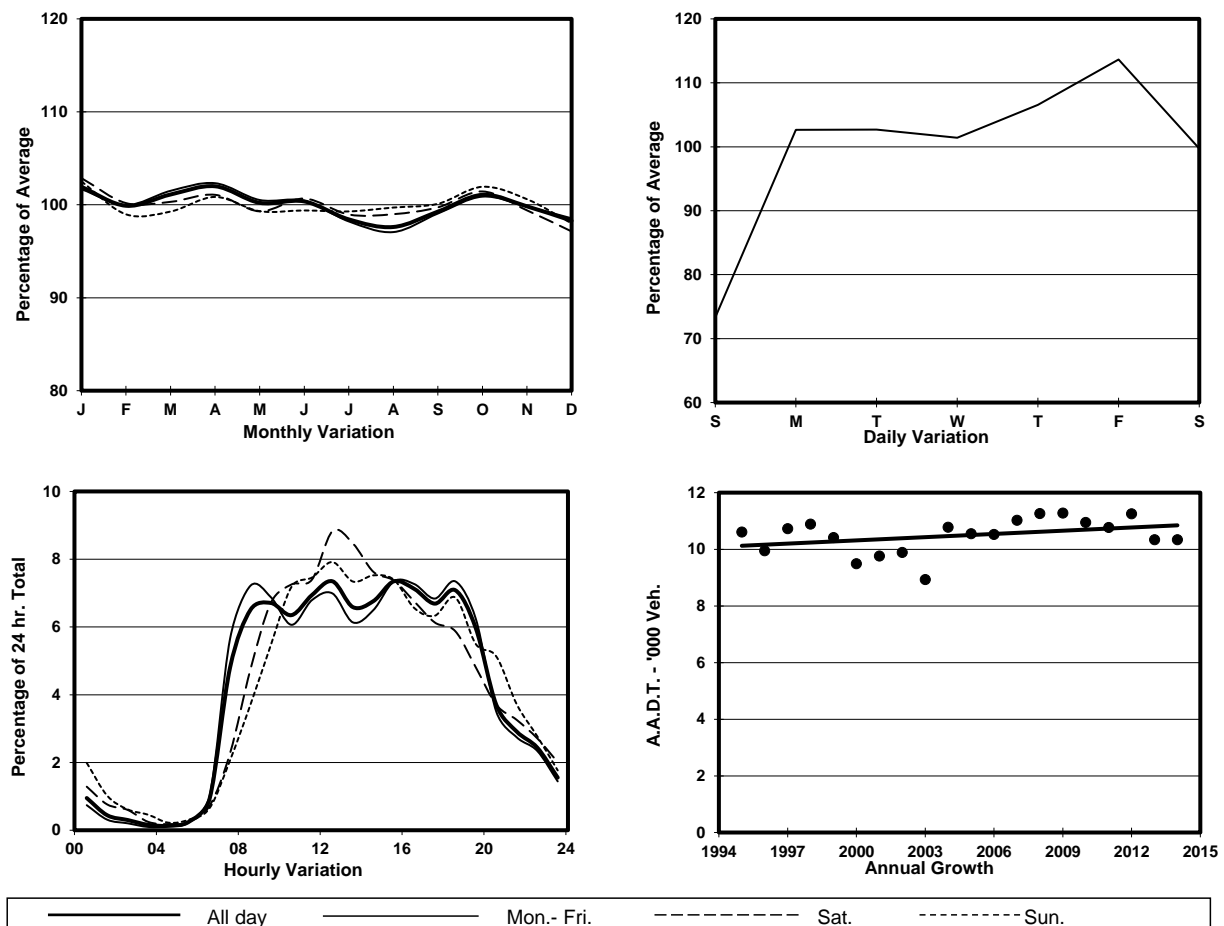 120
110
100
90
80
Percentage of Average
J F M A M J J A S O N D
Monthly Variation
120
110
100
90
80
70
60
Percentage of Average
S M T W T F S
Daily Variation
10
8
6
4
2
0
Percentage of 24 hr. Total
00 04 08 12 16 20 24
Hourly Variation
12
10
8
6
4
2
0
A.A.D.T. - '000 Veh.
1994 1997 2000 2003 2006 2009 2012 2015
Annual Growth
All day Mon.- Fri. Sat. Sun.